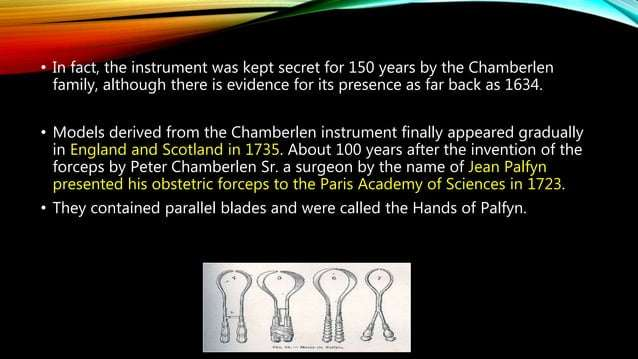 • In fact, the instrument was kept secret for 150 years by the Chamberlen
family, although there is evidence for its presence as far back as 1634.
• Models derived from the Chamberlen instrument finally appeared gradually
in England and Scotland in 1735. About 100 years after the invention of the
forceps by Peter Chamberlen Sr. a surgeon by the name of Jean Palfyn
presented his obstetric forceps to the Paris Academy of Sciences in 1723.
• They contained parallel blades and were called the Hands of Palfyn.